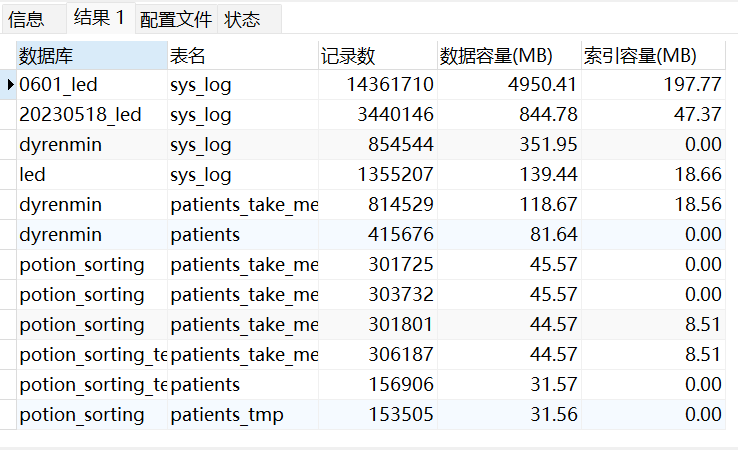 信息 结果 1 配置文件 状态
数据库 表名 记录数 数据容量(MB) 索引容量(MB)
0601_led sys_log 14361710 4950.41 197.77
20230518_led sys_log 3440146 844.78 47.37
dyrenmin sys_log 854544 351.95 0.00
led sys_log 1355207 139.44 18.66
dyrenmin patients_take_me 814529 118.67 18.56
dyrenmin patients 415676 81.64 0.00
potion_sorting patients_take_me 301725 45.57 0.00
potion_sorting patients_take_me 303732 45.57 0.00
potion_sorting patients_take_me 301801 44.57 8.51
potion_sorting_te patients_take_me 306187 44.57 8.51
potion_sorting_te patients 156906 31.57 0.00
potion_sorting patients_tmp 153505 31.56 0.00